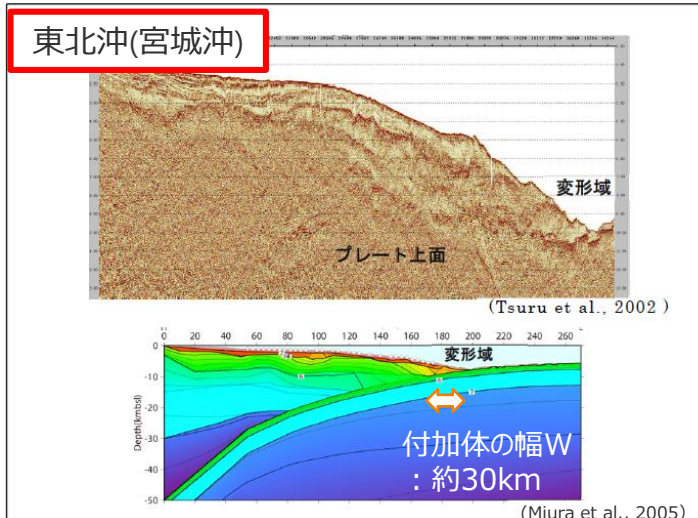 東北沖(宮城沖)
変形域
プレート上面
(Tsuru et al., 2002 )
0 20 40 60 80 100 120 140 160 180 200 220 240 260
変形域
0
-10
-20
-30
-40
-50
Depth(kmbsl)
付加体の幅W
：約30km
(Miura et al., 2005)